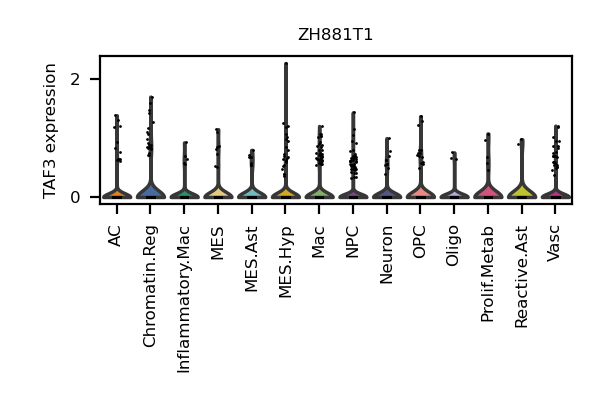 ZH881T1
TAF3 expression
2
0
AC
Chromatin.Reg
Inflammatory.Mac
MES
MES.Ast
MES.Hyp
Mac
NPC
Neuron
OPC
Oligo
Prolif.Metab
Reactive.Ast
Vasc